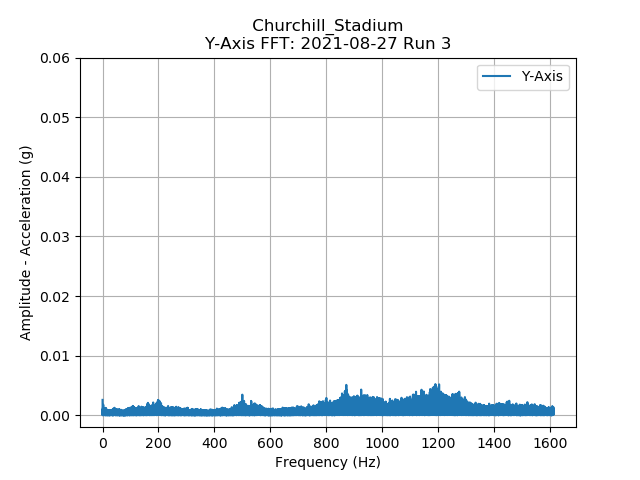 Churchill_Stadium
Y-Axis FFT: 2021-08-27 Run 3
Y-Axis
Amplitude - Acceleration (g)
0.06
0.05
0.04
0.03
0.02
0.01
0.00
0 200 400 600 800 1000 1200 1400 1600
Frequency (Hz)